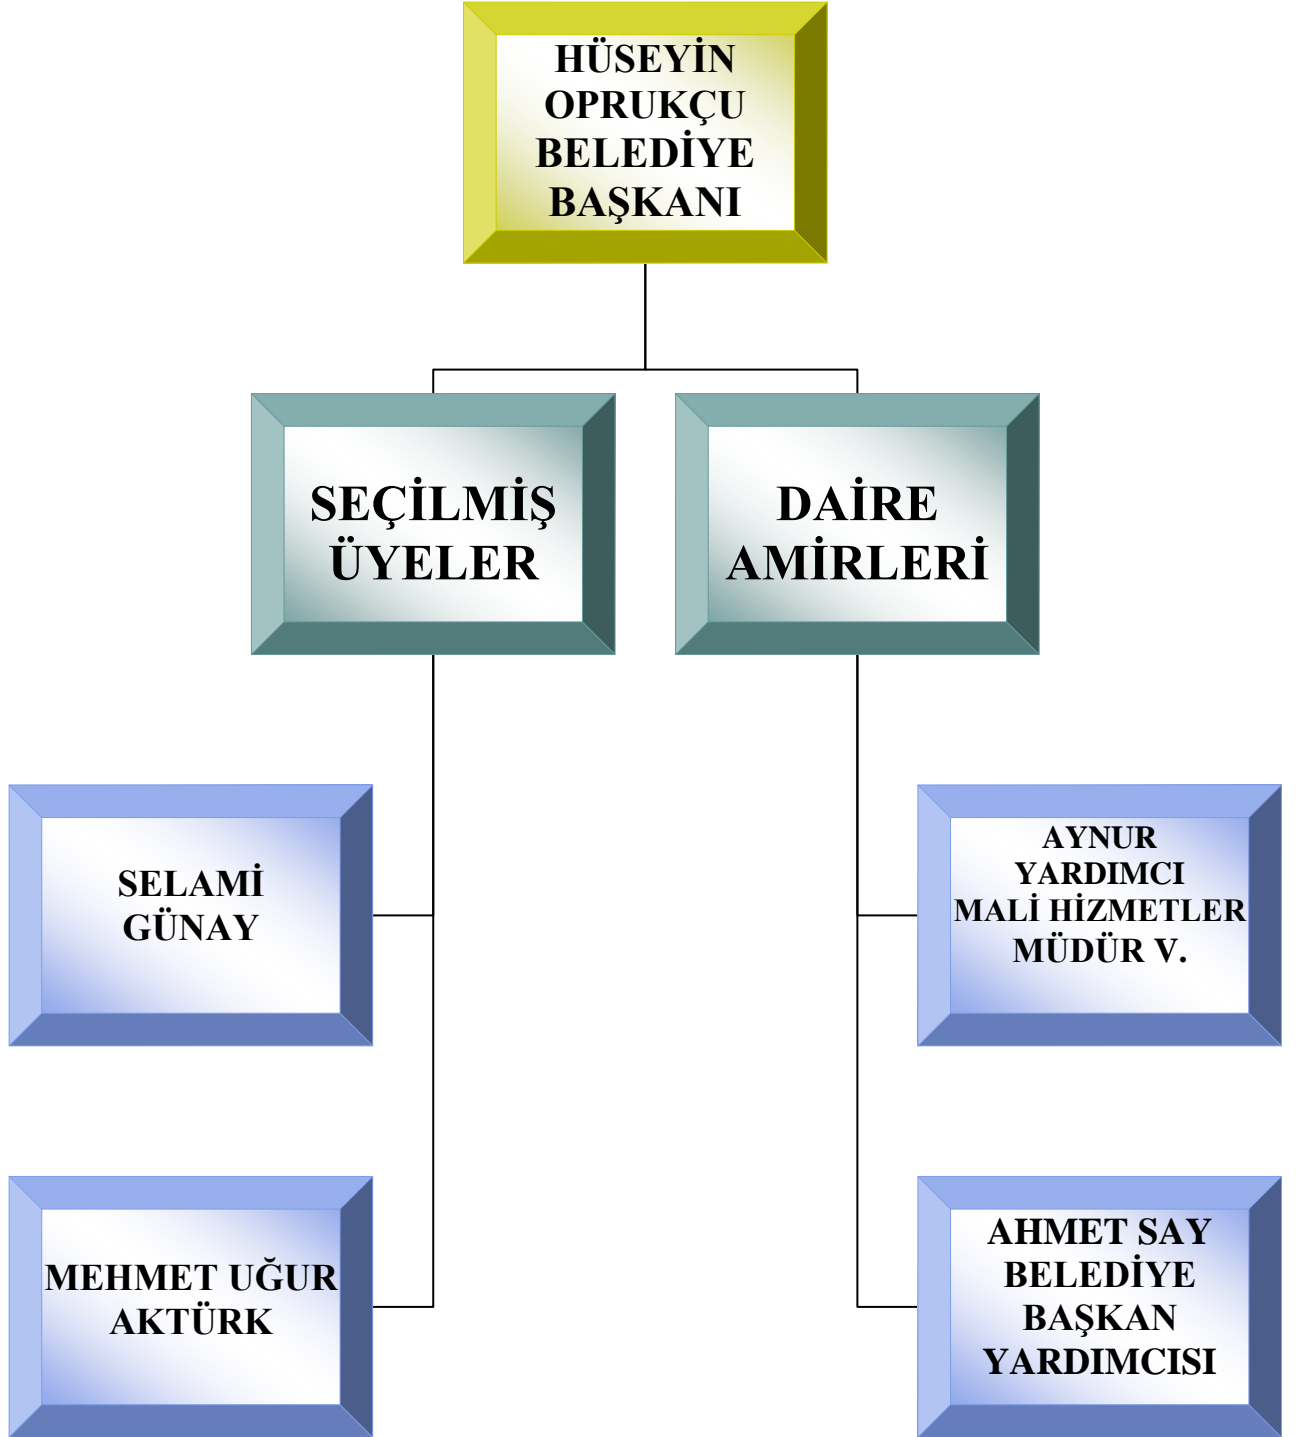 HÜSEYİN
OPRUKÇU
BELEDİYE
BAŞKANI
SEÇİLMİŞ
ÜYELER
DAİRE
AMİRLERİ
SELAMİ
GÜNAY
AYNUR
YARDIMCI
MALİ HİZMETLER
MÜDÜR V.
MEHMET UĞUR
AKTÜRK
AHMET SAY
BELEDİYE
BAŞKAN
YARDIMCISI